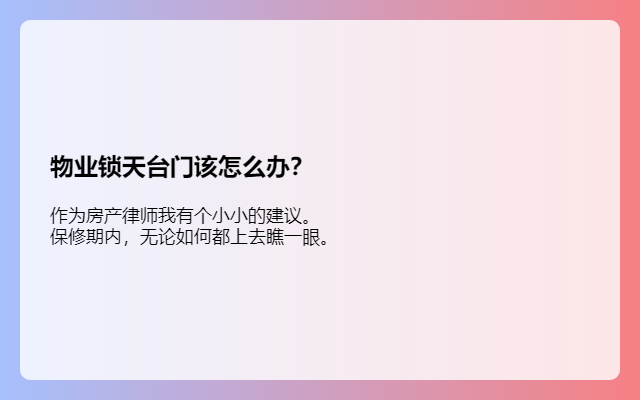 物业锁天台门该怎么办？
作为房产律师我有个小小的建议。
保修期内，无论如何都上去瞧一眼。